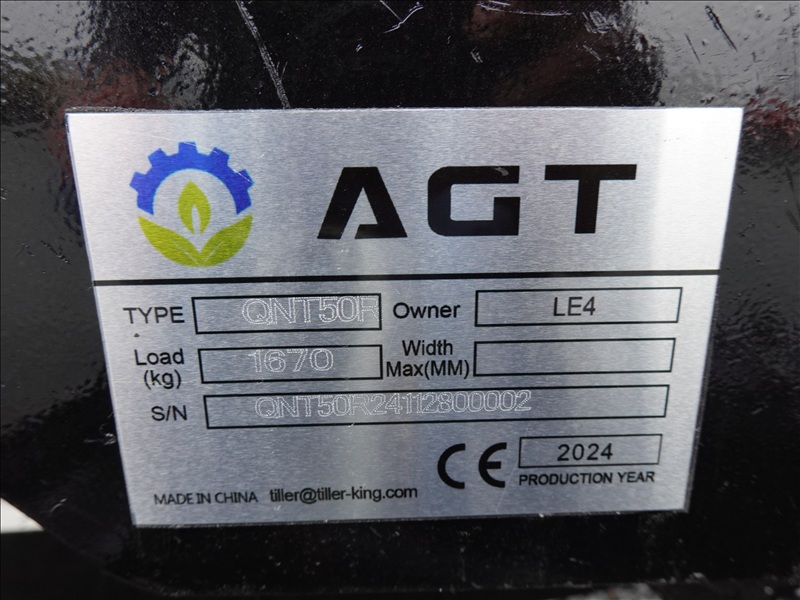 AGT
TYPE QNT50R Owner LE4
Load (kg) 1670 Width Max(MM)
S/N QNT50R24112800002
CE 2024
PRODUCTION YEAR
MADE IN CHINA tiller@tiller-king.com